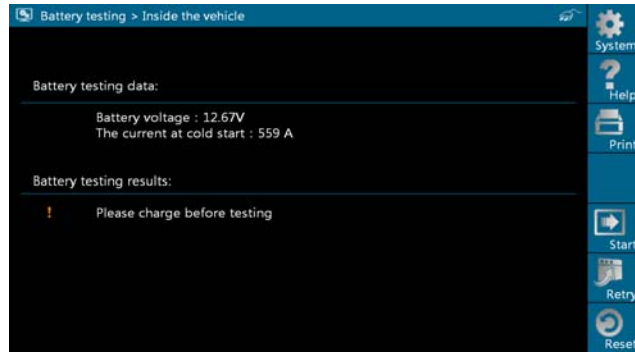 Battery testing > Inside the vehicle
System
Help
Battery testing data:
Battery voltage : 12.67V
The current at cold start : 559 A
Print
Battery testing results:
! Please charge before testing
Start
Retry
Reset